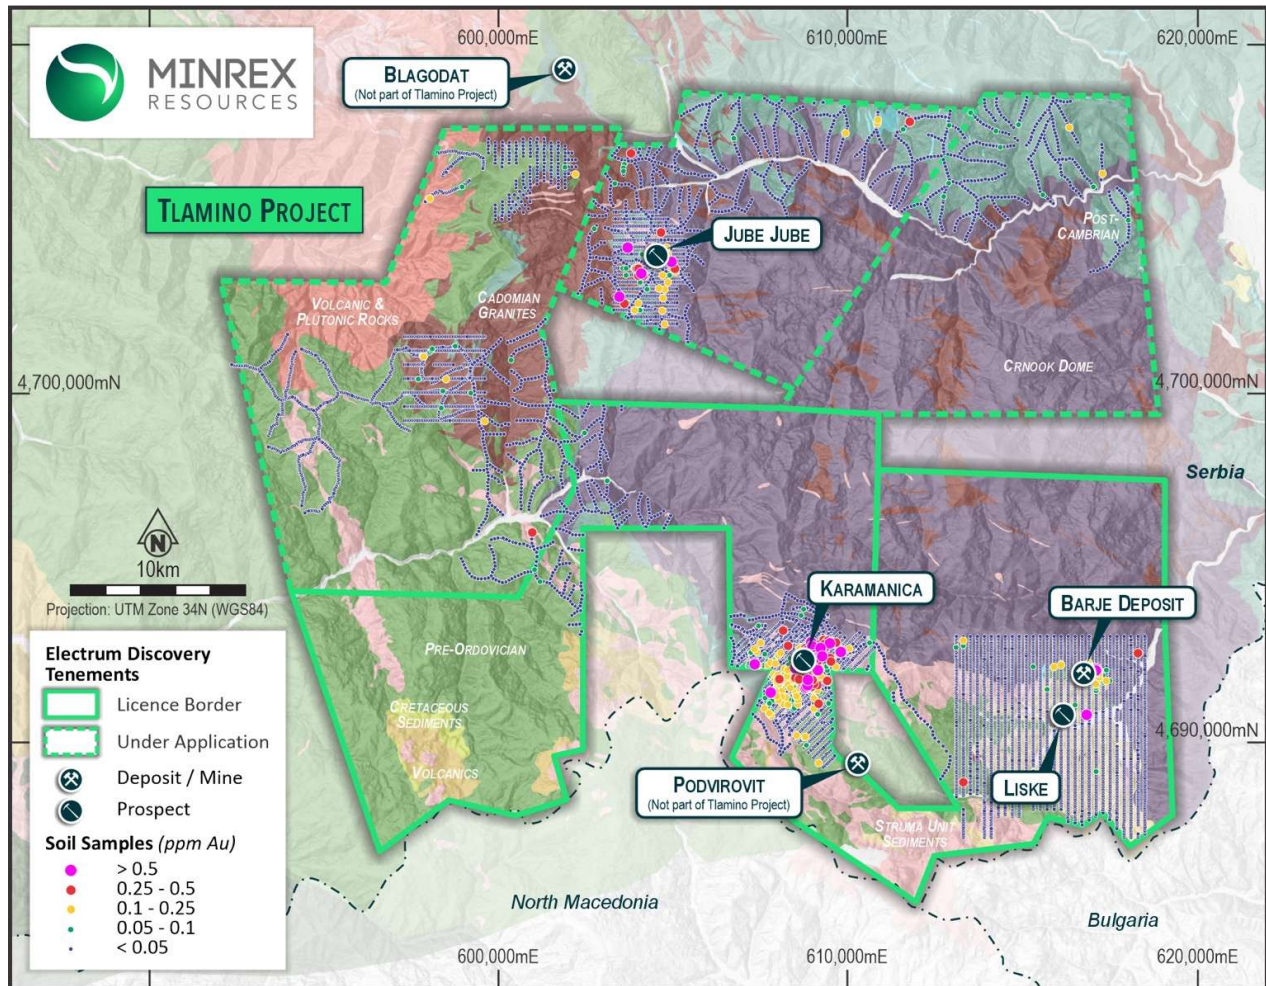 600,000mE
610,000mE
620,000mE
MINREX
RESOURCES
BLAGODAT
(Not part of Tlamino Project)
TLAMINO PROJECT
JUBE JUBE
POST-
CAMBRIAN
VOLCANIC &
PLUTONIC ROCKS
CADOMIAN
GRANITES
CRNOOK DOME
4,700,000mN
4,700,000mN
Serbia
N
10km
Projection: UTM Zone 34N (WGS84)
KARAMANICA
BARJE DEPOSIT
PRE-ORDOVICIAN
CRETACEOUS
SEDIMENTS
VOLCANICS
4,690,000mN
PODVIROVIT
(Not part of Tlamino Project)
LISKE
STRUMA UNIT
SEDIMENTS
Electrum Discovery
Tenements
Licence Border
Under Application
Deposit / Mine
Prospect
Soil Samples (ppm Au)
> 0.5
0.25 - 0.5
0.1 - 0.25
0.05 - 0.1
< 0.05
North Macedonia
Bulgaria
600,000mE
610,000mE
620,000mE